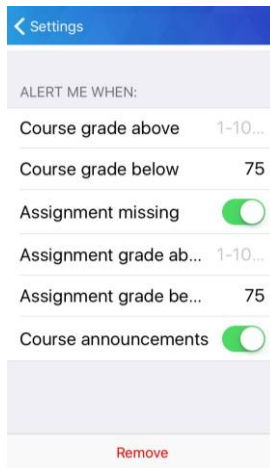 Settings
ALERT ME WHEN:
Course grade above 1-10...
Course grade below 75
Assignment missing
Assignment grade ab... 1-10...
Assignment grade be... 75
Course announcements
Remove